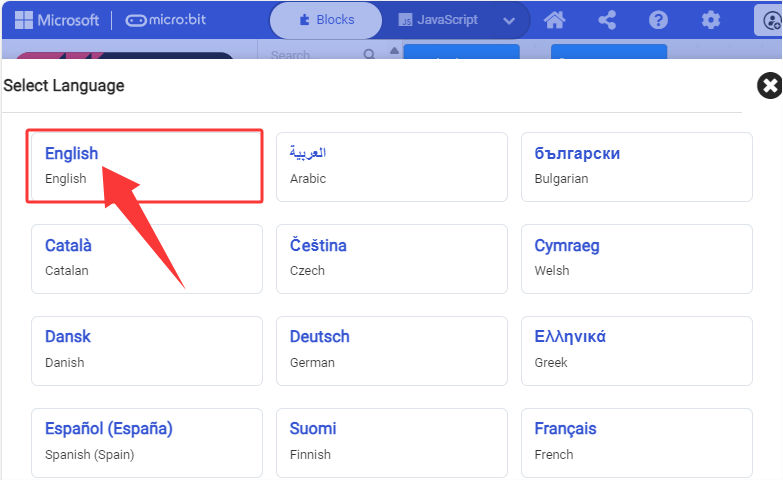 Microsoft
micro:bit
Blocks
JavaScript
Search
Select Language
English
English
العربية
Arabic
български
Bulgarian
Català
Catalan
Čeština
Czech
Cymraeg
Welsh
Dansk
Danish
Deutsch
German
Ελληνικά
Greek
Español (España)
Spanish (Spain)
Suomi
Finnish
Français
French